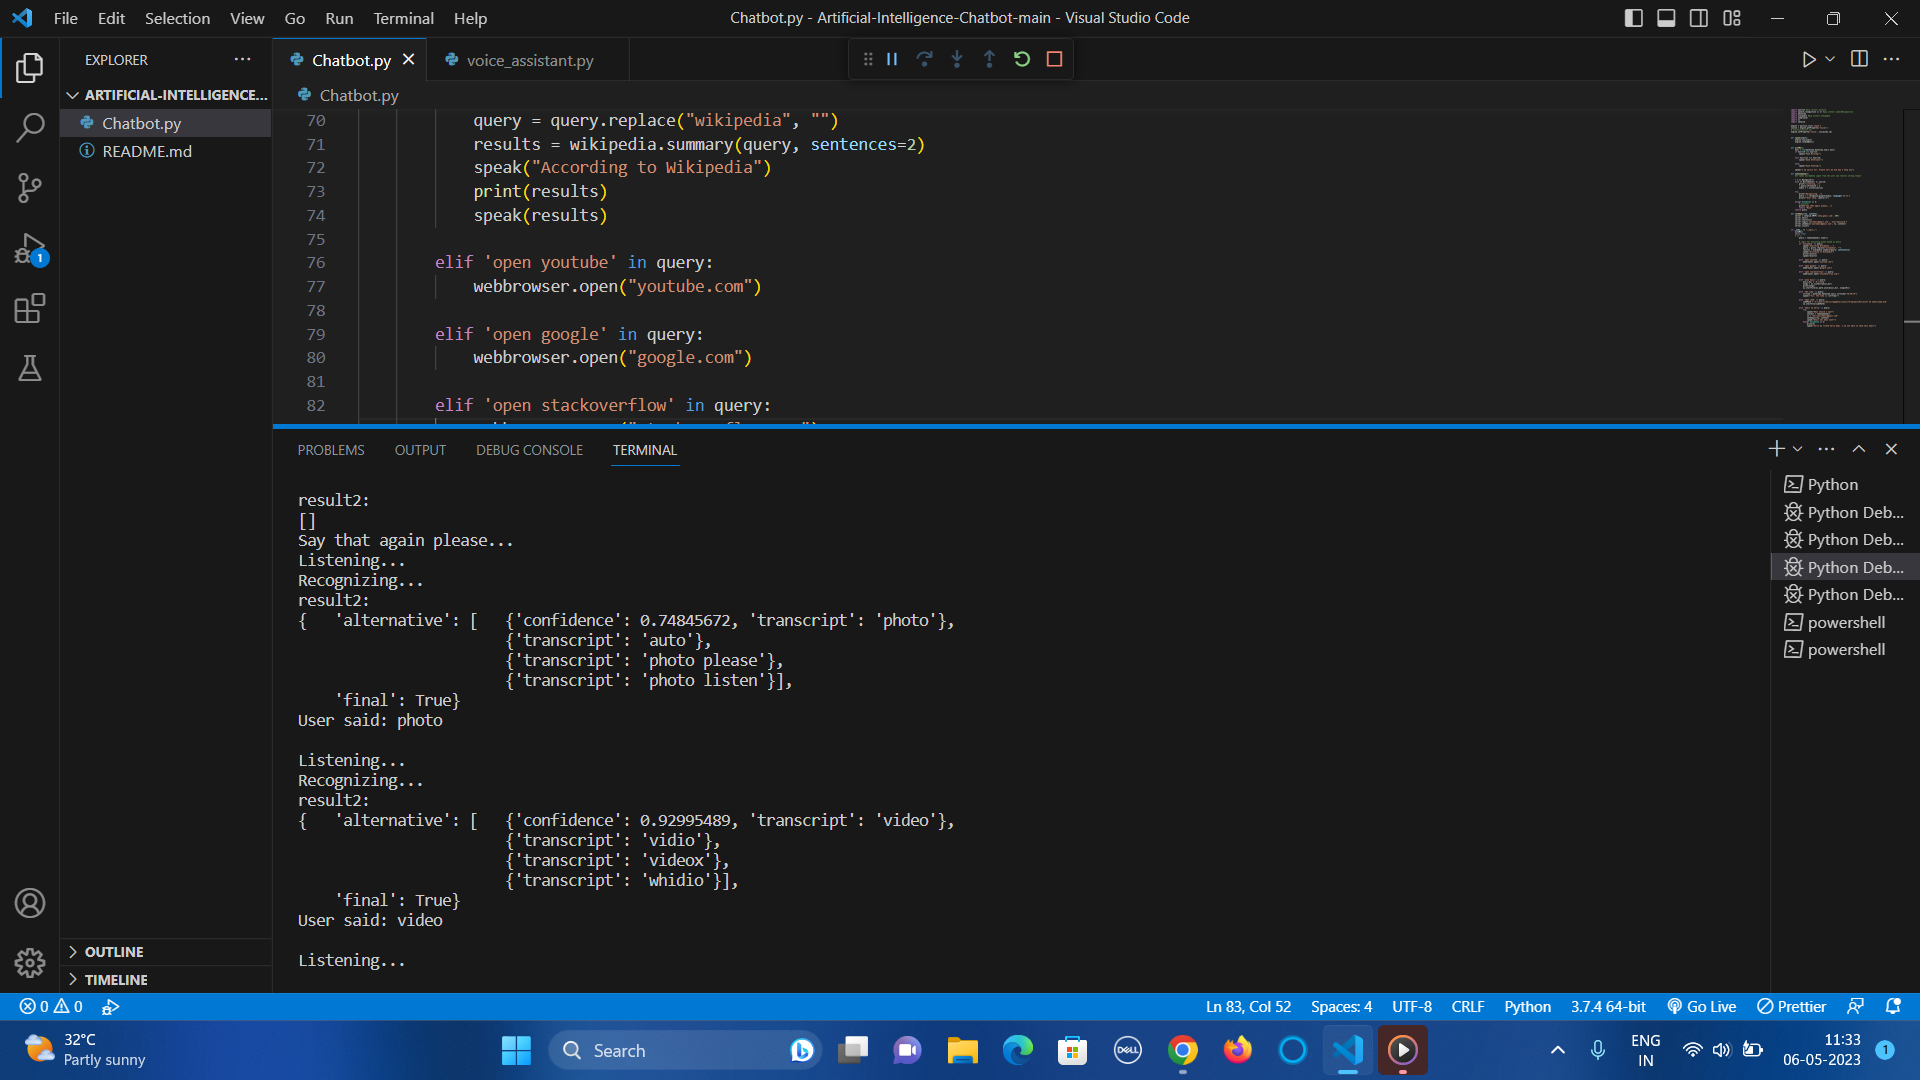 File Edit Selection View Go Run Terminal Help
Chatbot.py - Artificial-Intelligence-Chatbot-main - Visual Studio Code
EXPLORER
ARTIFICIAL-INTELLIGENCE...
Chatbot.py
README.md
OUTLINE
TIMELINE
1
Chatbot.py
voice_assistant.py
Chatbot.py
70 query = query.replace("wikipedia", "")
71 results = wikipedia.summary(query, sentences=2)
72 speak("According to Wikipedia")
73 print(results)
74 speak(results)
75
76 elif 'open youtube' in query:
77 webbrowser.open("youtube.com")
78
79 elif 'open google' in query:
80 webbrowser.open("google.com")
81
82 elif 'open stackoverflow' in query:
PROBLEMS OUTPUT DEBUG CONSOLE TERMINAL
result2:
[]
Say that again please...
Listening...
Recognizing...
result2:
{ 'alternative': [ {'confidence': 0.74845672, 'transcript': 'photo'},
{'transcript': 'auto'},
{'transcript': 'photo please'},
{'transcript': 'photo listen'}],
'final': True}
User said: photo
Listening...
Recognizing...
result2:
{ 'alternative': [ {'confidence': 0.92995489, 'transcript': 'video'},
{'transcript': 'vidio'},
{'transcript': 'videox'},
{'transcript': 'whidio'}],
'final': True}
User said: video
Listening...
Python
Python Deb...
Python Deb...
Python Deb...
Python Deb...
powershell
powershell
0 0
Ln 83, Col 52 Spaces: 4 UTF-8 CRLF Python 3.7.4 64-bit Go Live Prettier
32°C
Partly sunny
Search
DELL
ENG
IN
11:33
06-05-2023
1